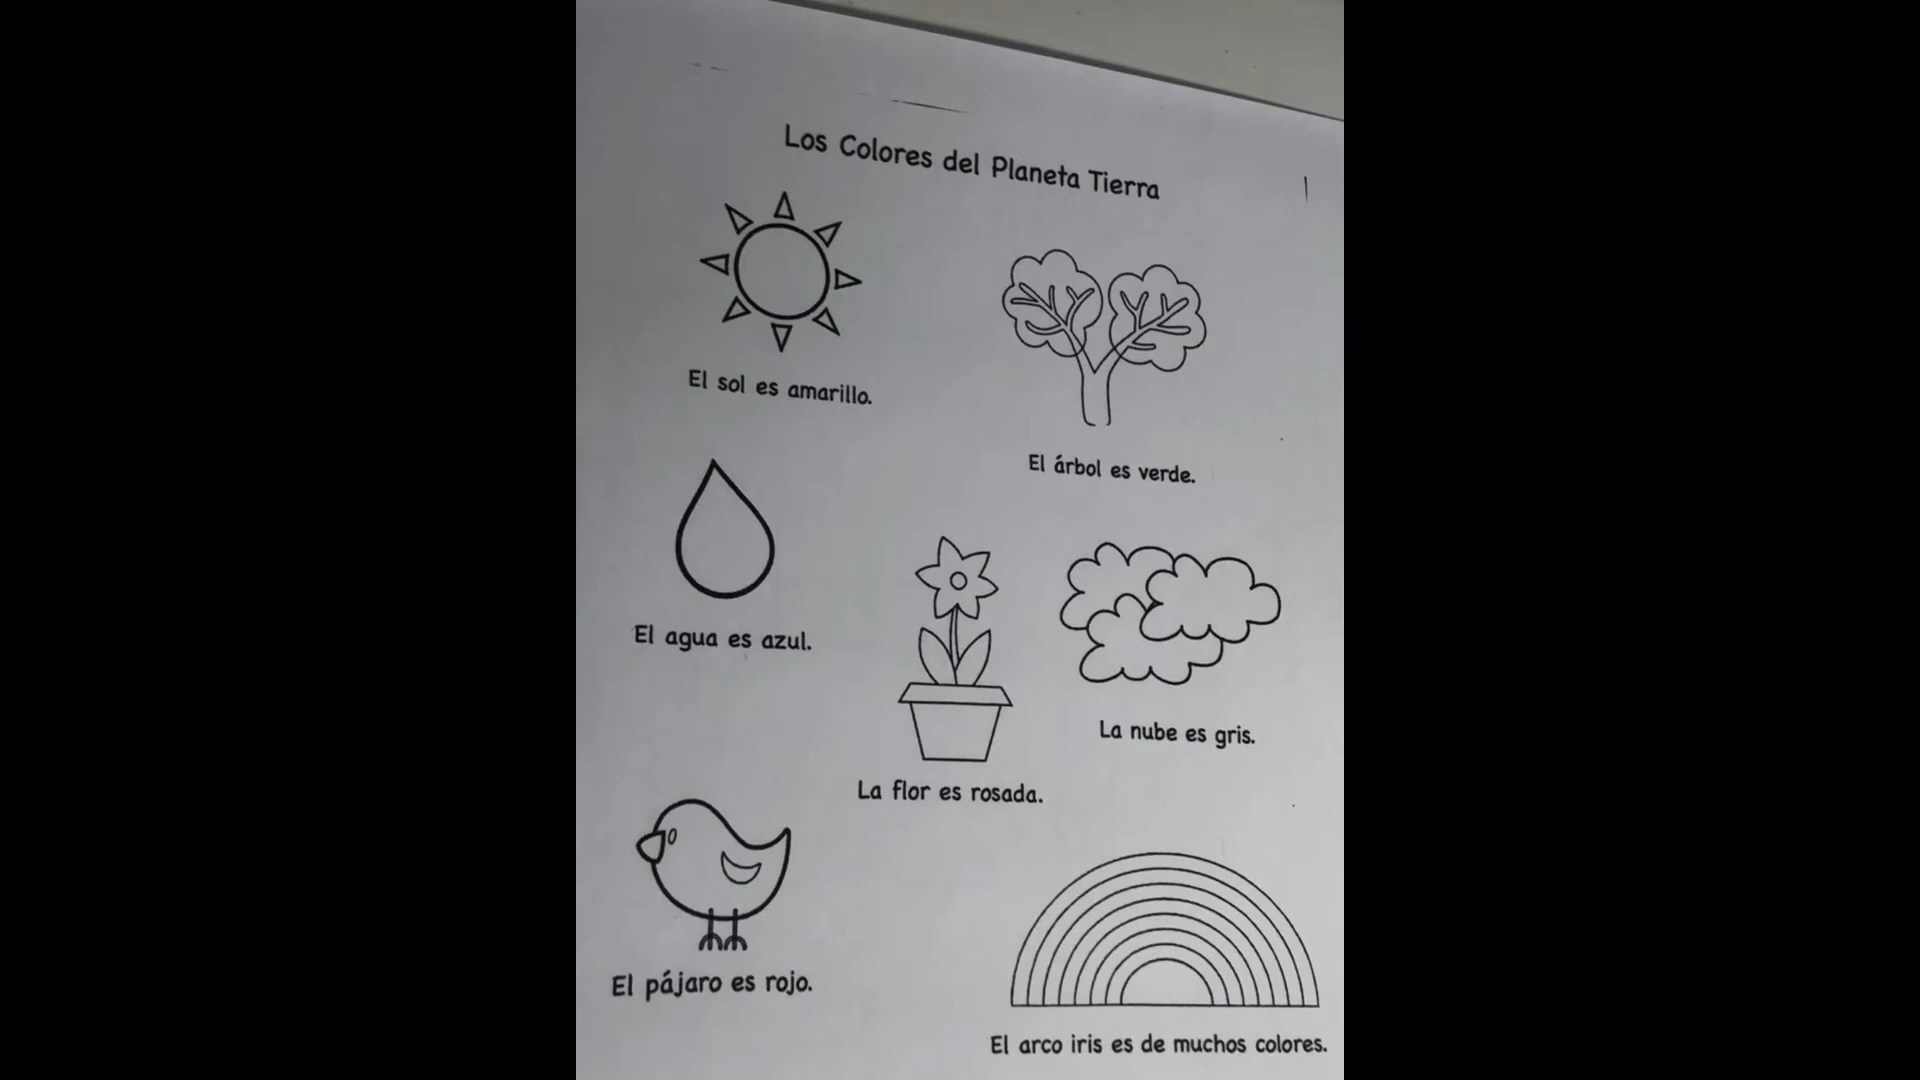 Los Colores del Planeta Tierra
El sol es amarillo.
El árbol es verde.
El agua es azul.
La nube es gris.
La flor es rosada.
El pájaro es rojo.
El arco iris es de muchos colores.